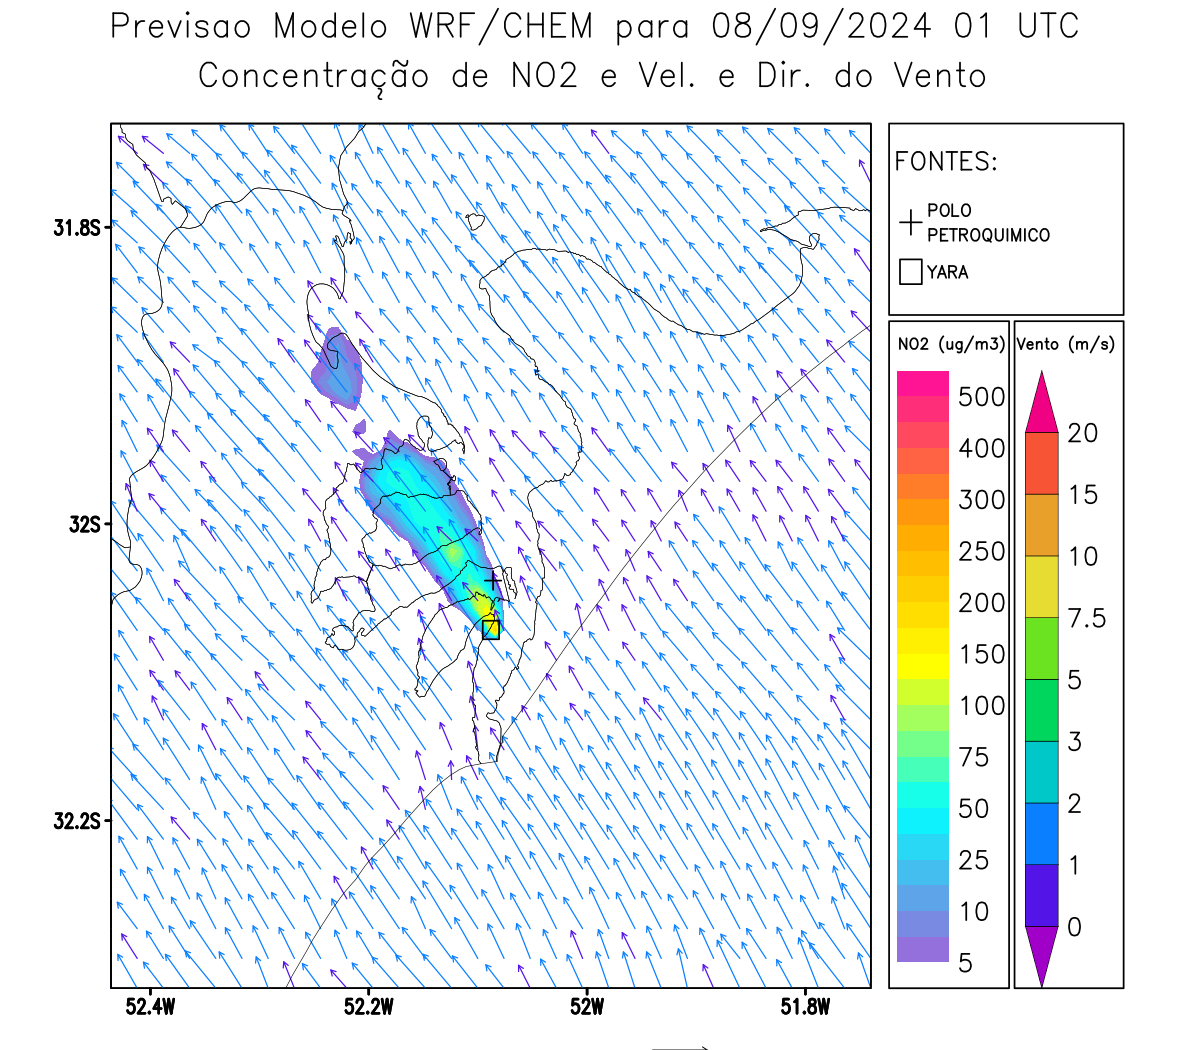 Previsao Modelo WRF/CHEM para 08/09/2024 01 UTC
Concentração de NO2 e Vel. e Dir. do Vento
FONTES:
POLO
PETROQUIMICO
YARA
NO2 (ug/m3)
500
400
300
250
200
150
100
75
50
25
10
5
Vento (m/s)
20
15
10
7.5
5
3
2
1
0
31.8S
32S
32.2S
52.4W
52.2W
52W
51.8W